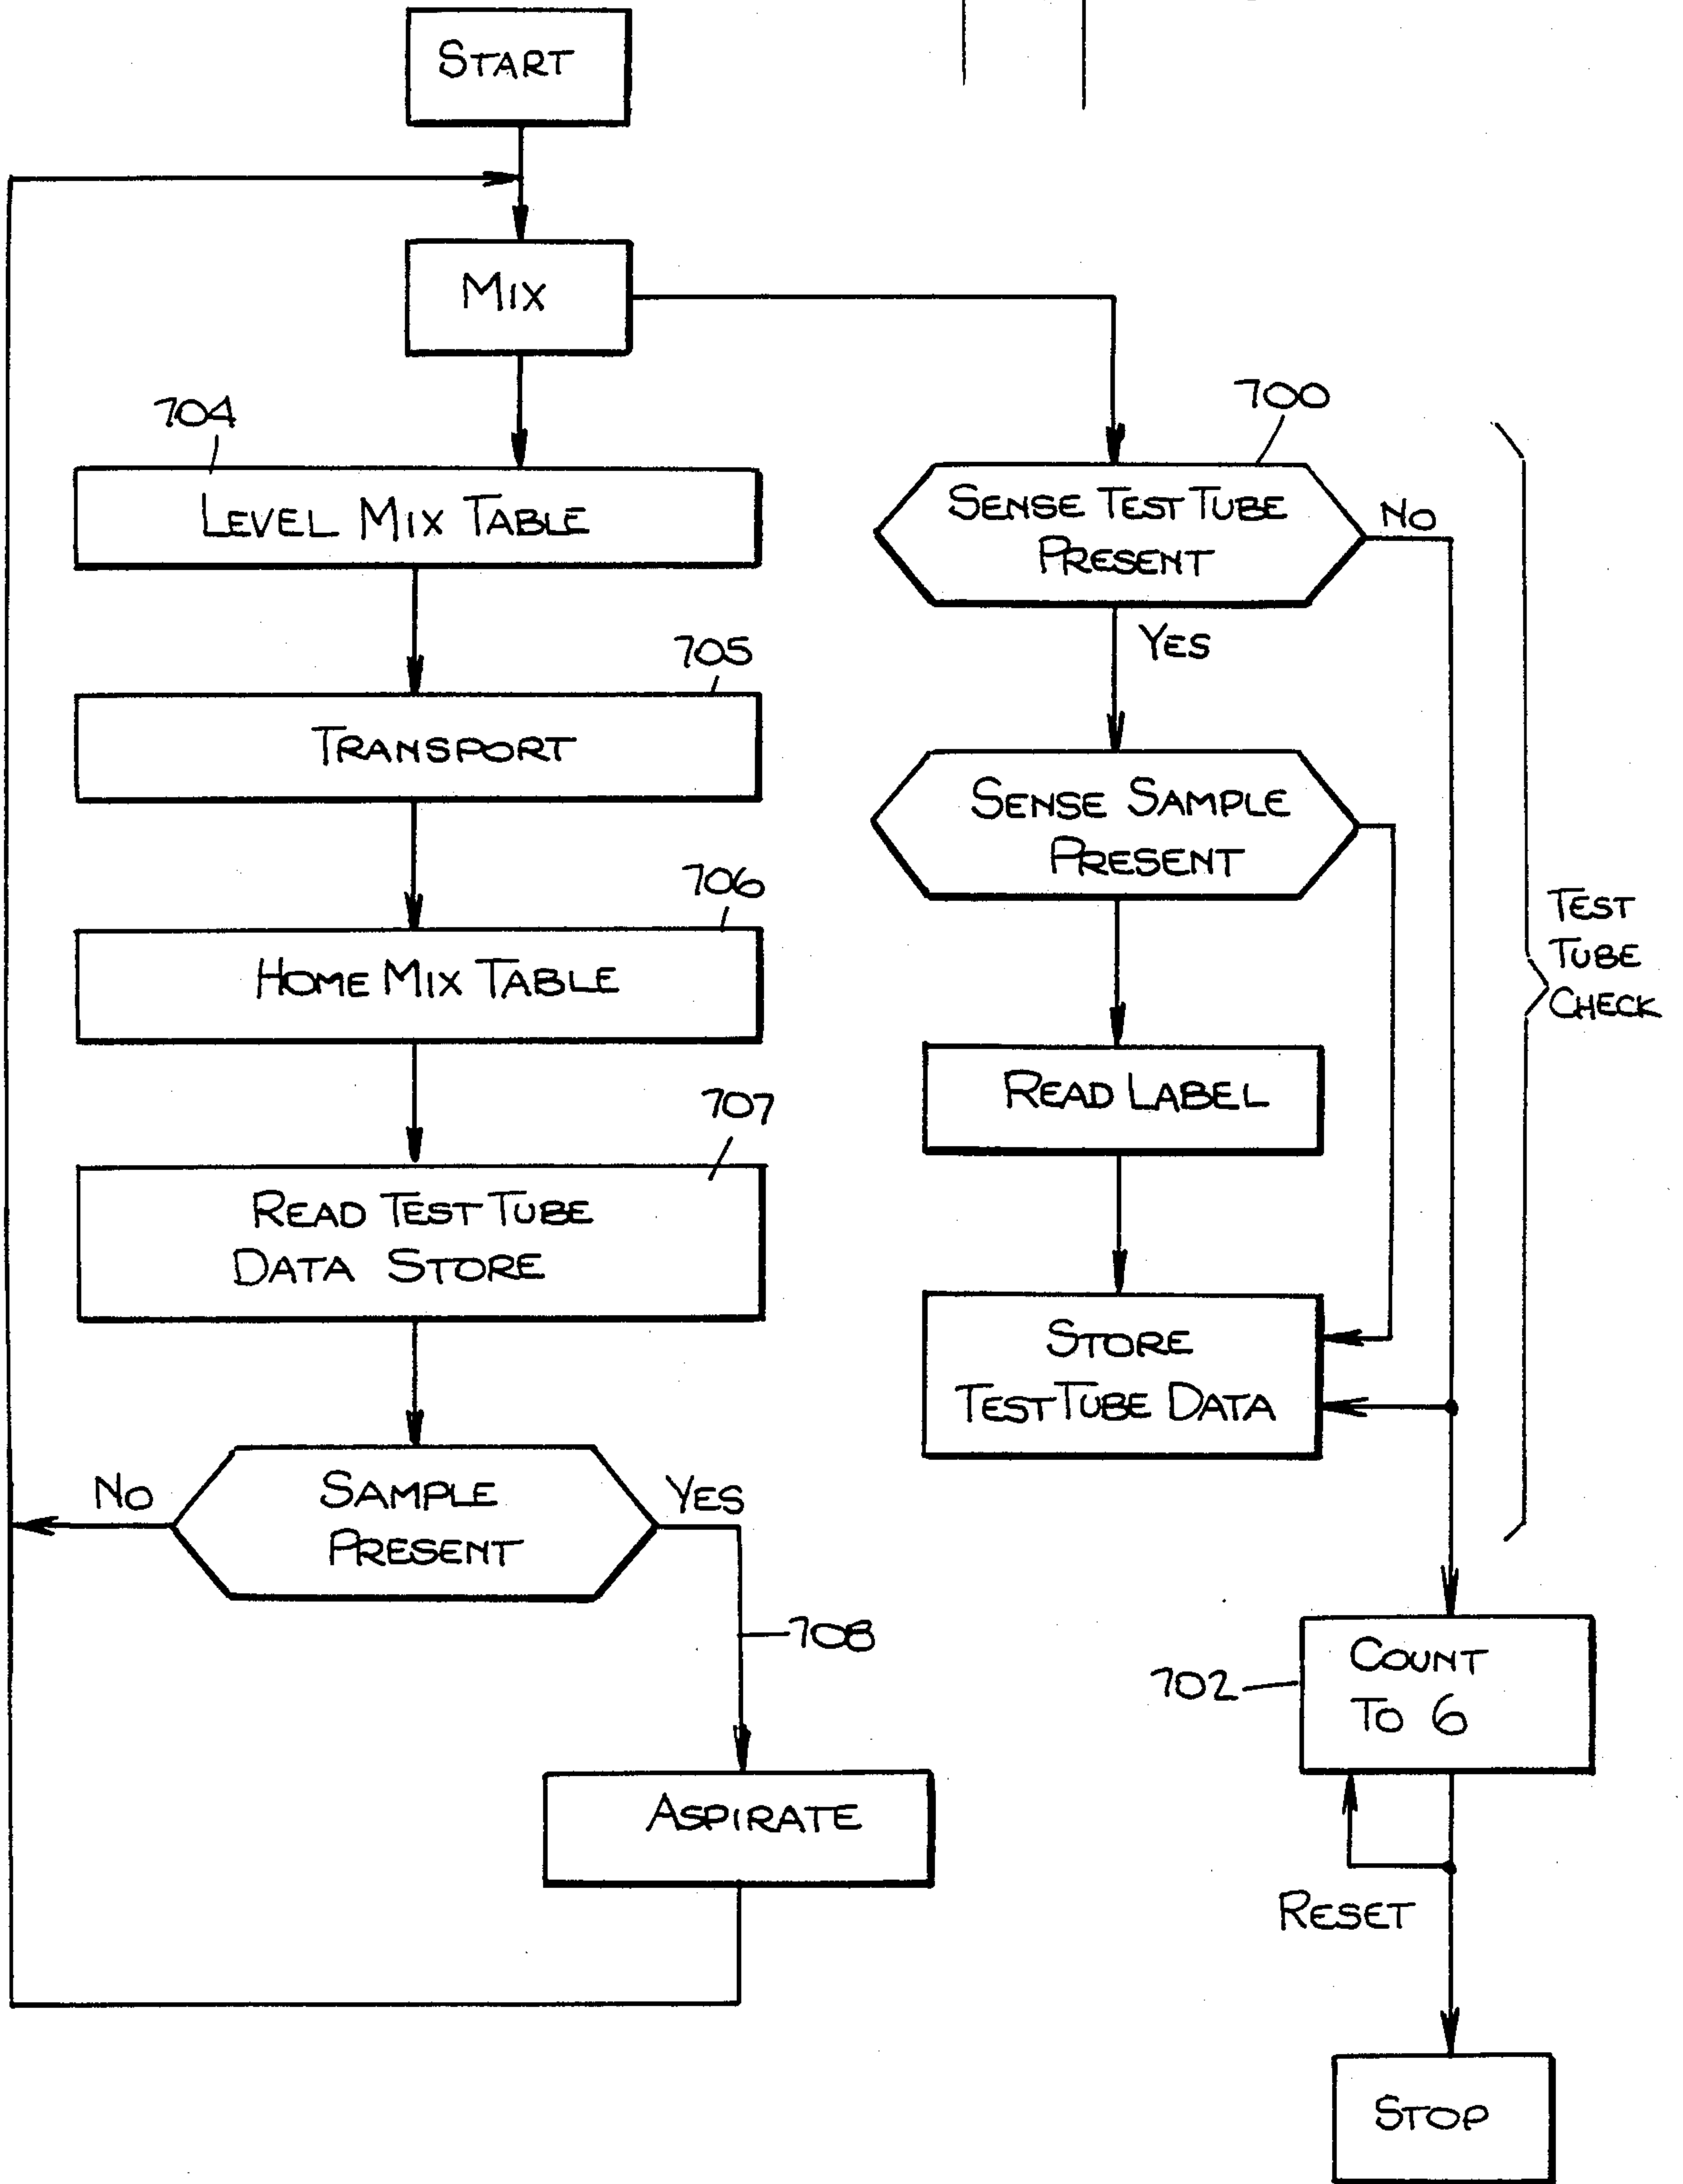 START
MIX
704
LEVEL MIX TABLE
705
TRANSPORT
706
HOME MIX TABLE
707
READ TEST TUBE
DATA STORE
NO
SAMPLE
PRESENT
YES
708
ASPIRATE
700
SENSE TEST TUBE
PRESENT
NO
YES
SENSE SAMPLE
PRESENT
READ LABEL
STORE
TEST TUBE DATA
TEST
TUBE
CHECK
702
COUNT
TO 6
RESET
STOP